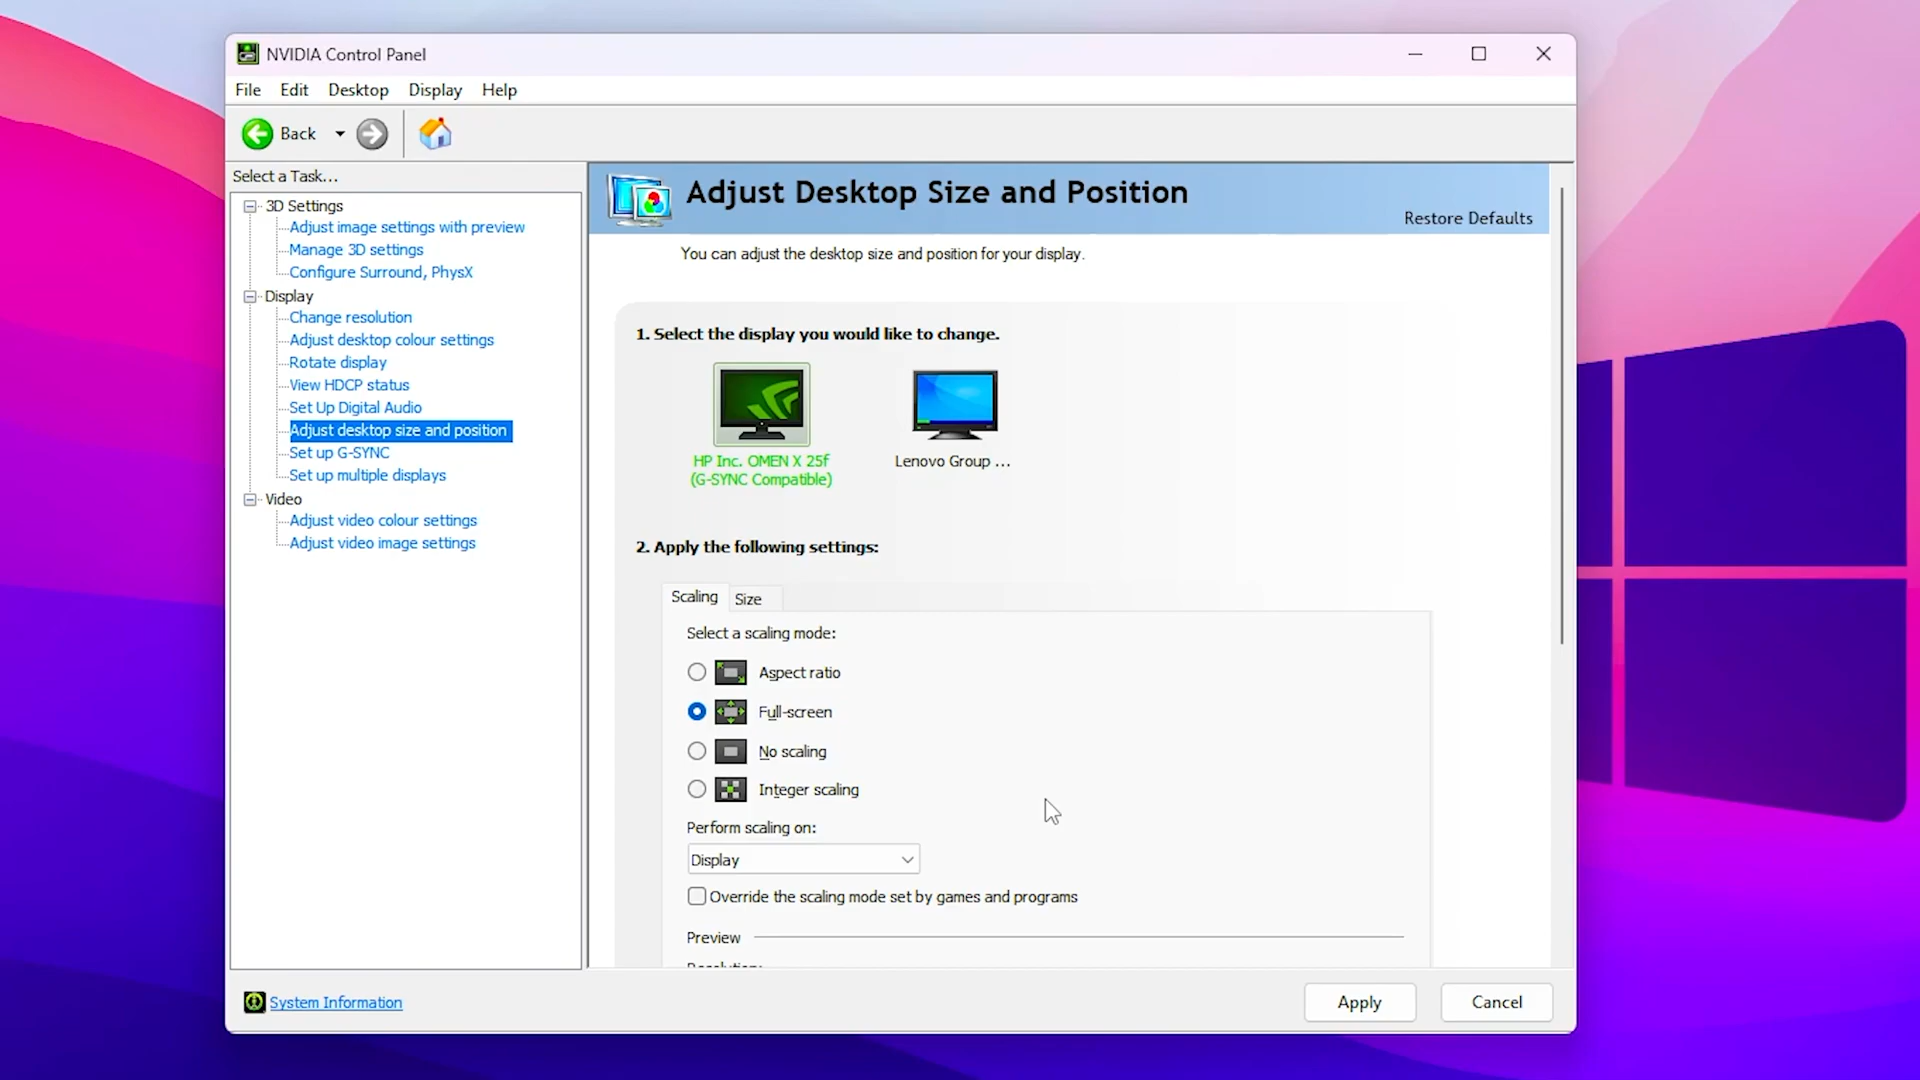 NVIDIA Control Panel
File Edit Desktop Display Help
Back
Select a Task...
3D Settings
Adjust image settings with preview
Manage 3D settings
Configure Surround, PhysX
Display
Change resolution
Adjust desktop colour settings
Rotate display
View HDCP status
Set Up Digital Audio
Adjust desktop size and position
Set up G-SYNC
Set up multiple displays
Video
Adjust video colour settings
Adjust video image settings
System Information
Adjust Desktop Size and Position
Restore Defaults
You can adjust the desktop size and position for your display.
1. Select the display you would like to change.
HP Inc. OMEN X 25f
(G-SYNC Compatible)
Lenovo Group ...
2. Apply the following settings:
Scaling Size
Select a scaling mode:
Aspect ratio
Full-screen
No scaling
Integer scaling
Perform scaling on:
Display
Override the scaling mode set by games and programs
Preview
Apply Cancel